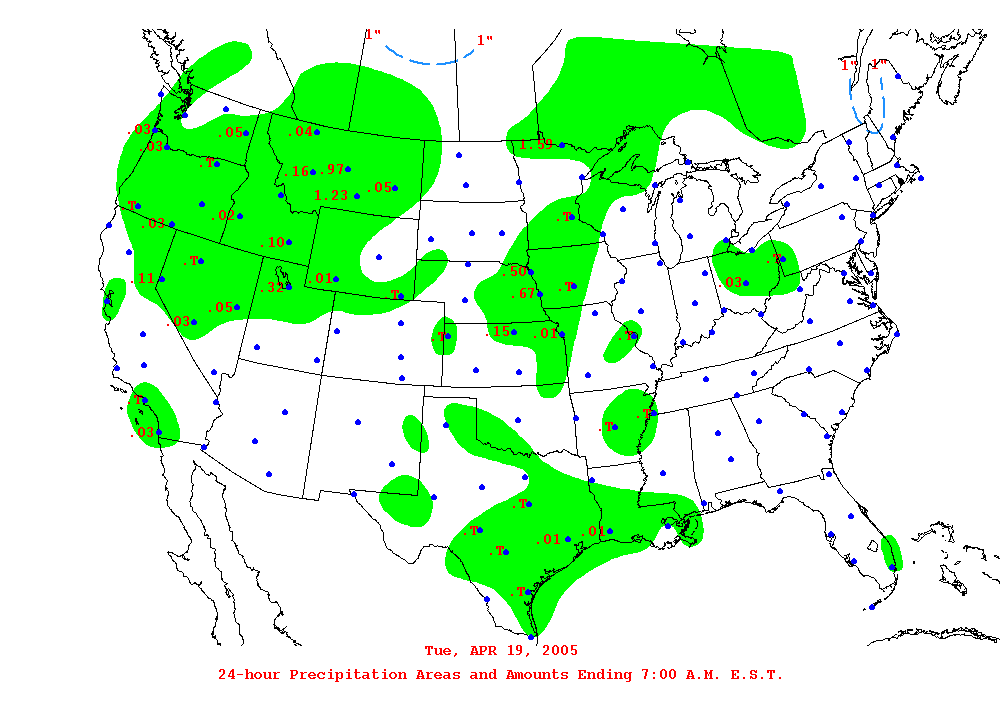 1" 1"
1" 1"
.03 .05 .04
.03 1.59
.T .16 .97
1.23 .05
.T .02 .T
.03 .10
.T .T
.11 .32 .01 .50 .T .03
.05 T .67
.03 .T .15 .01 .T
.T .T
.03 .T
.T
.T .01 .01
.T
.T
Tue, APR 19, 2005
24-hour Precipitation Areas and Amounts Ending 7:00 A.M. E.S.T.